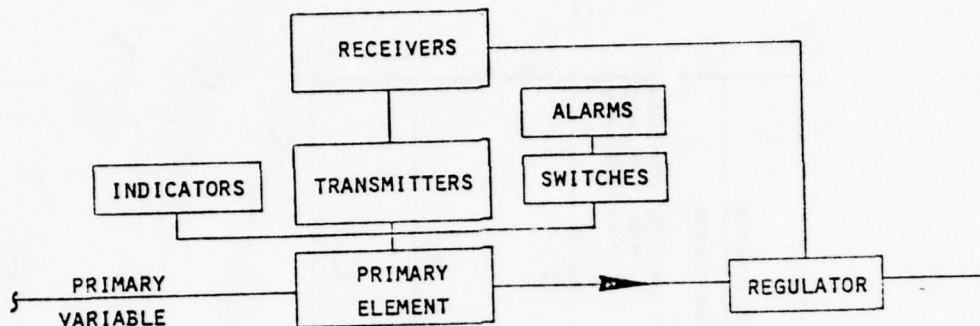 RECEIVERS
ALARMS
INDICATORS
TRANSMITTERS
SWITCHES
PRIMARY
VARIABLE
PRIMARY
ELEMENT
REGULATOR